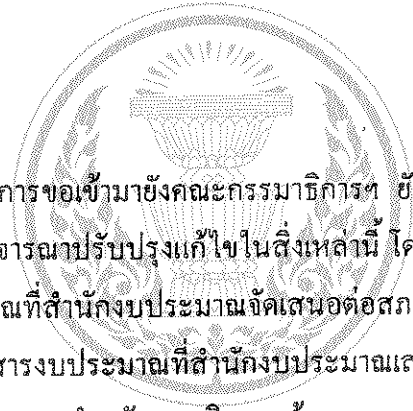 การขอเข้ามายังคณะกรรมาธิการฯ ยั
จารณาปรับปรุงแก้ไขในสิ่งเหล่านี้ โด
ณที่สำนักงบประมาณจัดเสนอต่อสภ
สารงบประมาณที่สำนักงบประมาณเส